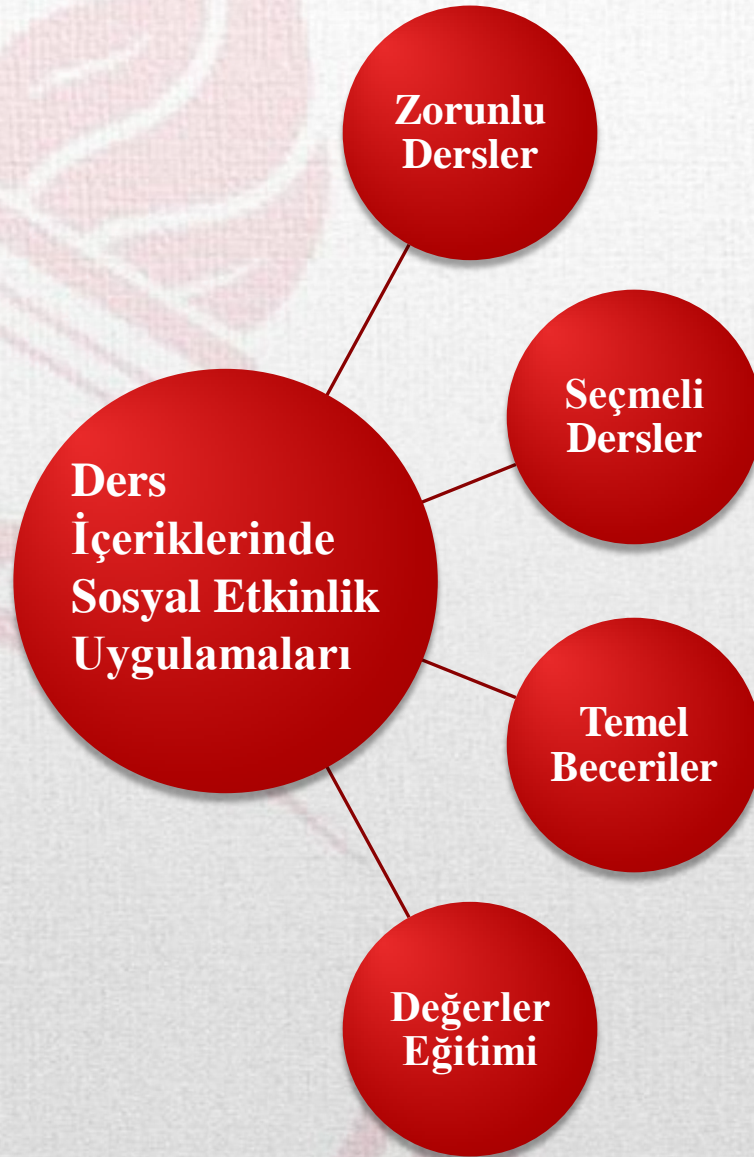 Zorunlu
Dersler
Seçmeli
Dersler
Ders
İçeriklerinde
Sosyal Etkinlik
Uygulamaları
Temel
Beceriler
Değerler
Eğitimi